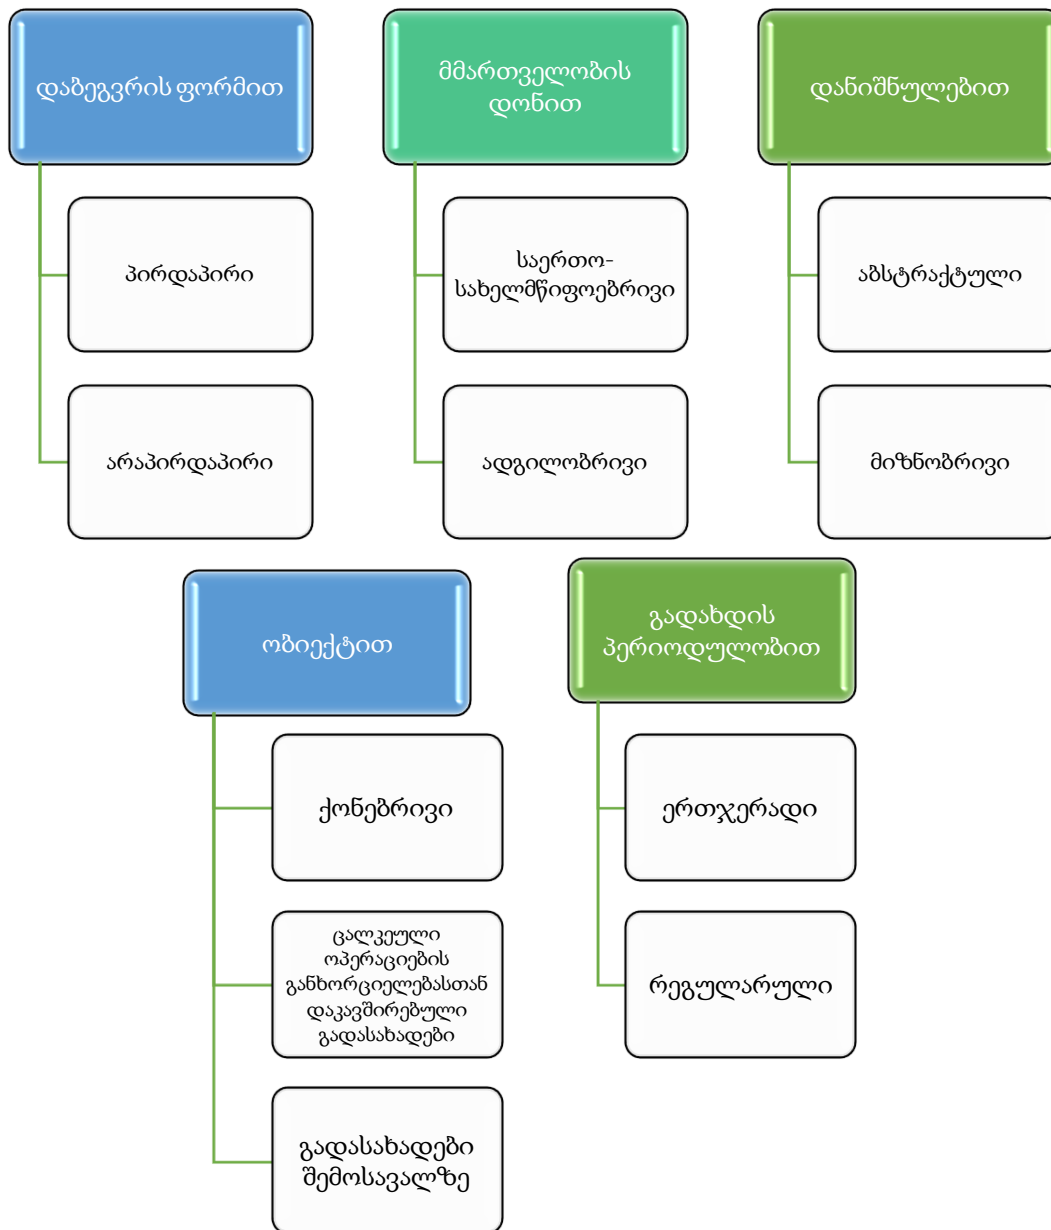 დაბეგვრის ფორმით
პირდაპირი
არაპირდაპირი
მმართველობის
დონით
საერთო-
სახელმწიფოებრივი
ადგილობრივი
დანიშნულებით
აბსტრაქტული
მიზნობრივი
ობიექტით
ქონებრივი
ცალკეული
ოპერაციების
განხორციელებასთან
დაკავშირებული
გადასახადები
გადასახადები
შემოსავალზე
გადახდის
პერიოდულობით
ერთჯერადი
რეგულარული